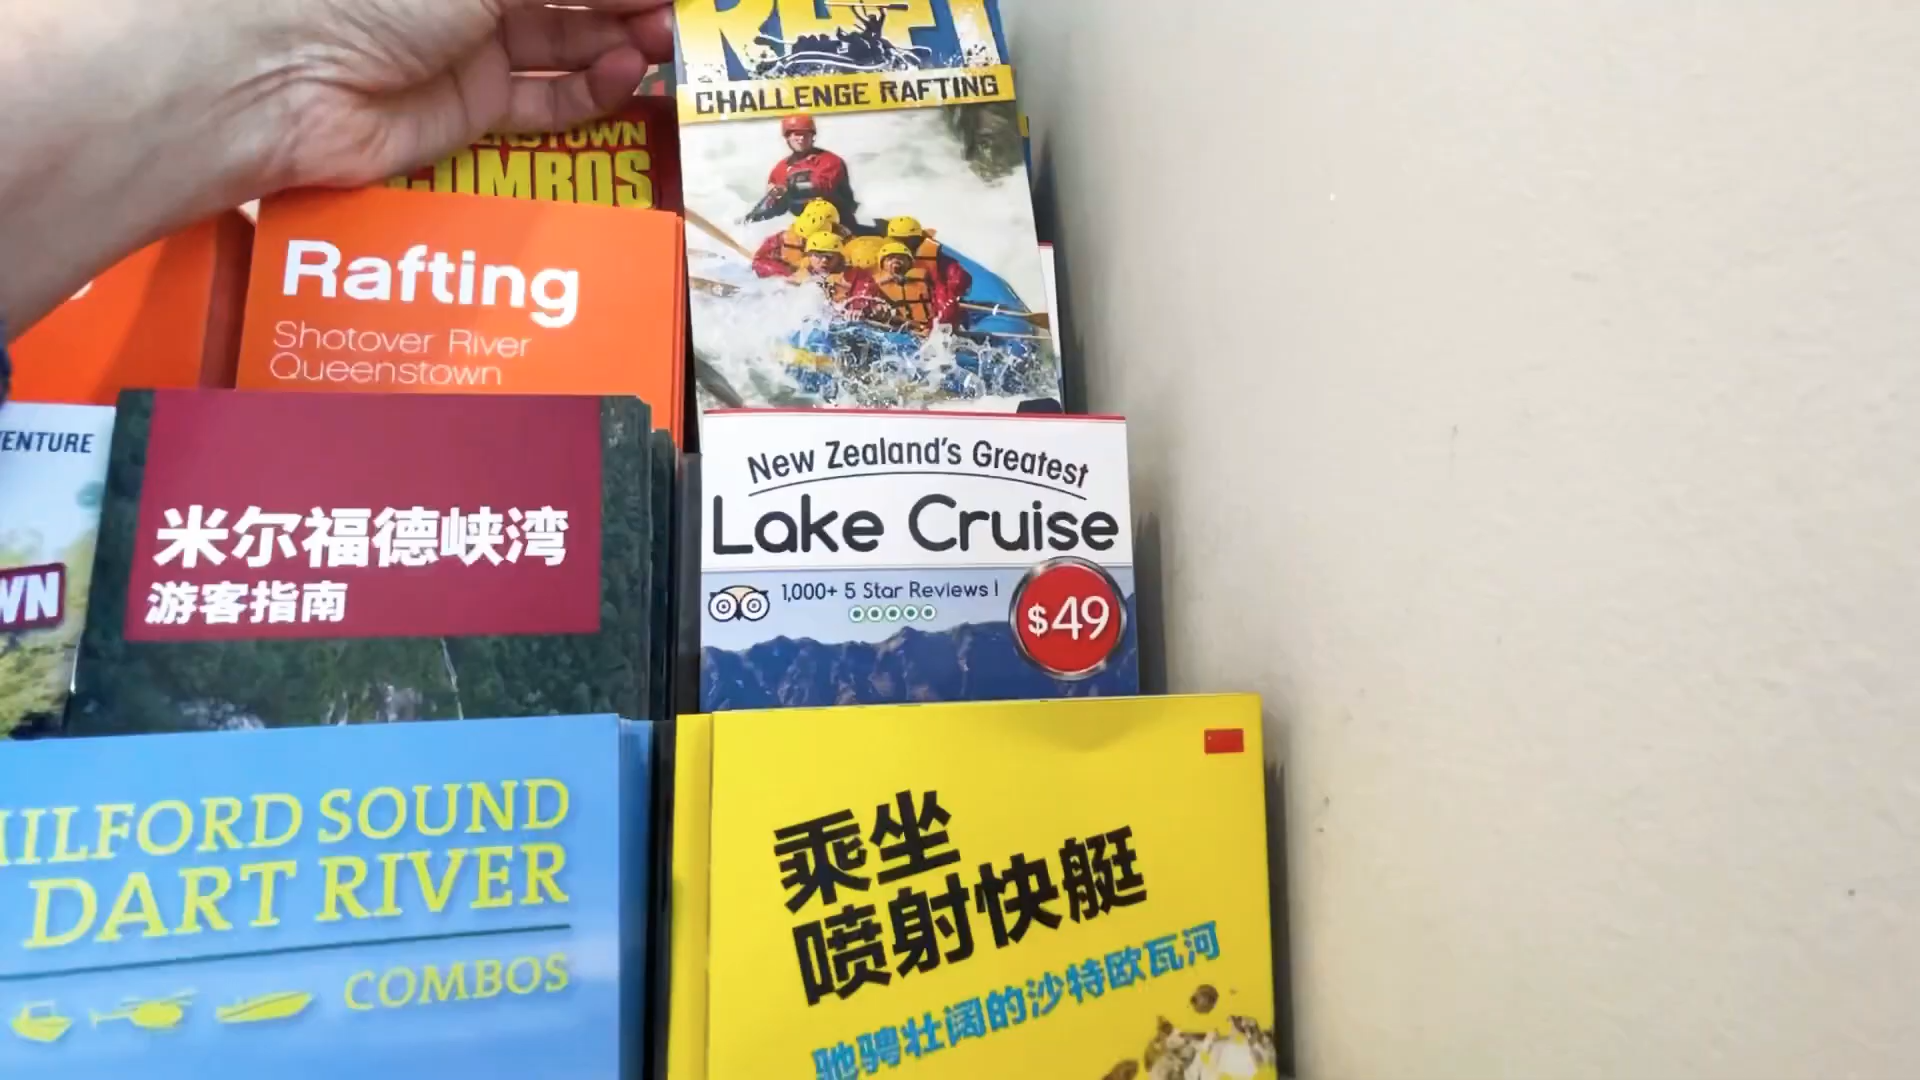 RAFT
CHALLENGE RAFTING
COMBOS
Rafting
Shotover River
Queenstown
New Zealand's Greatest
Lake Cruise
1,000+ 5 Star Reviews!
$49
米尔福德峡湾
游客指南
MILFORD SOUND
DART RIVER
COMBOS
乘坐
喷射快艇
驰骋壮阔的沙特欧瓦河